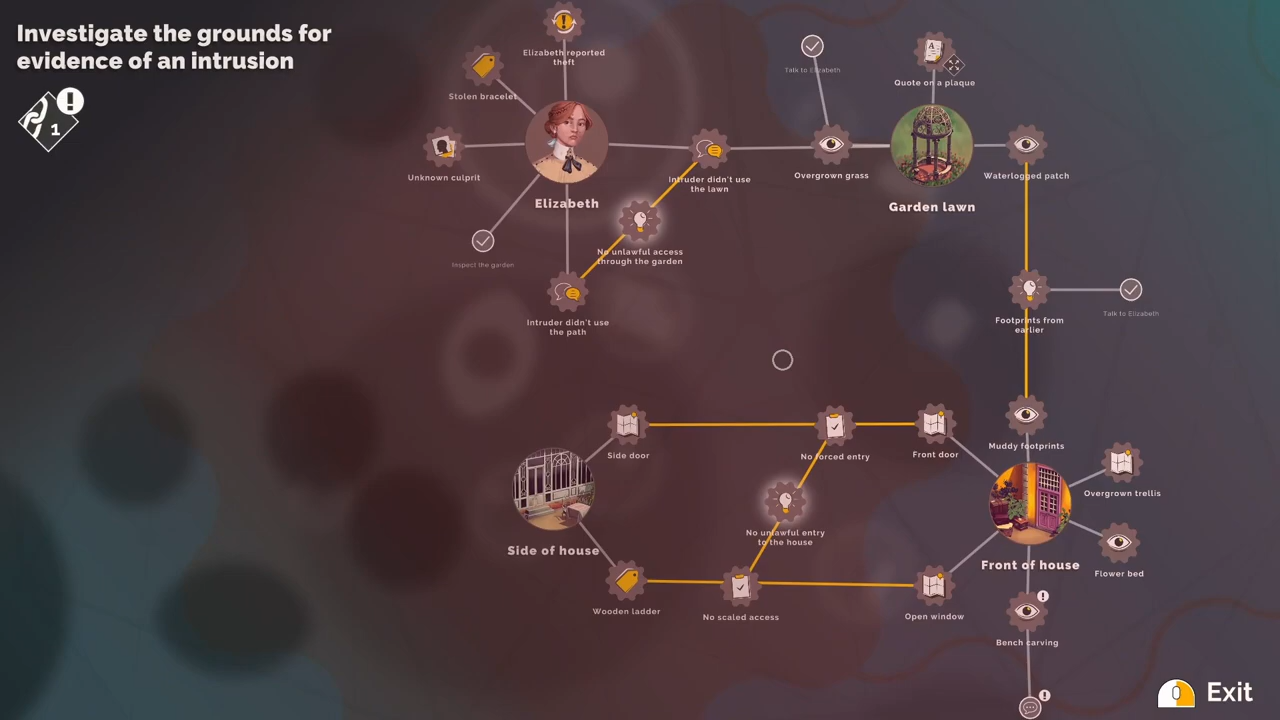 Investigate the grounds for
evidence of an intrusion
1
Elizabeth reported
theft
Stolen bracelet
Unknown culprit
Elizabeth
Inspect the garden
Intruder didn't use
the lawn
No unlawful access
through the garden
Intruder didn't use
the path
Talk to Elizabeth
Quote on a plaque
Overgrown grass
Garden lawn
Waterlogged patch
Footprints from
earlier
Talk to Elizabeth
Muddy footprints
Side door
No forced entry
Front door
Overgrown trellis
No unlawful entry
to the house
Side of house
Front of house
Flower bed
Wooden ladder
No scaled access
Open window
Bench carving
Exit